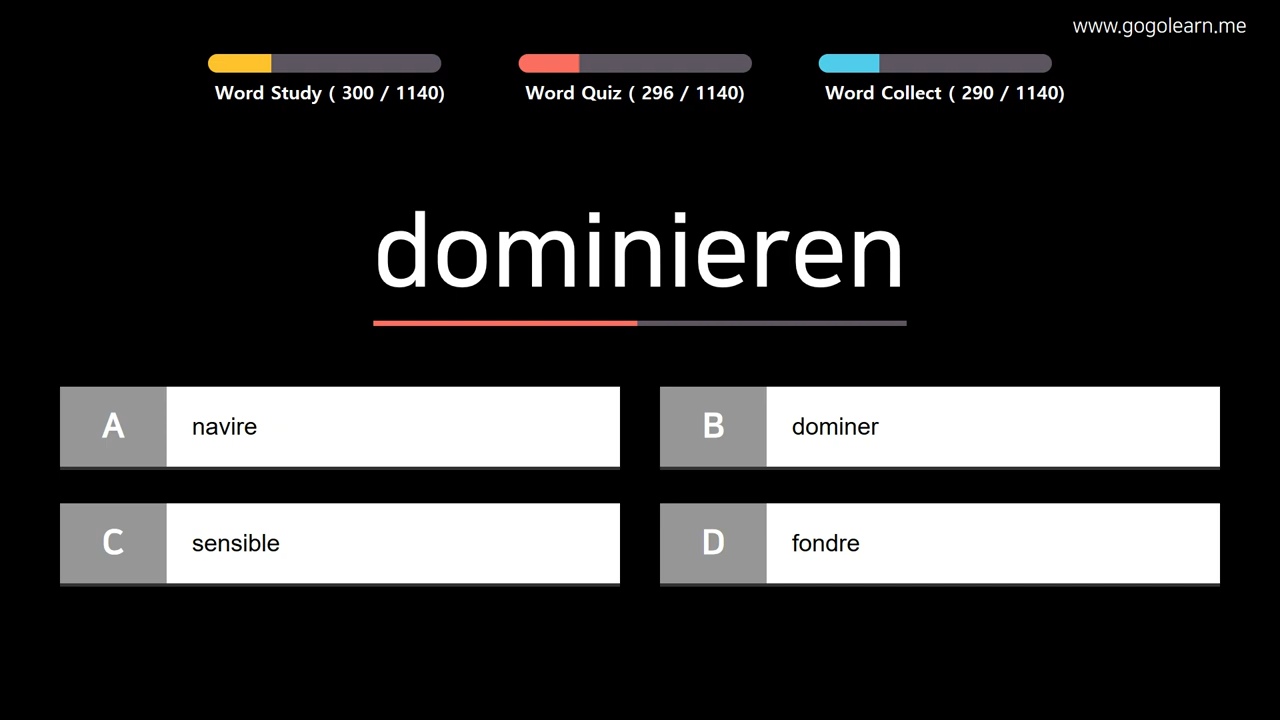 www.gogolearn.me
Word Study ( 300 / 1140)
Word Quiz ( 296 / 1140)
Word Collect ( 290 / 1140)
dominieren
A navire
B dominer
C sensible
D fondre